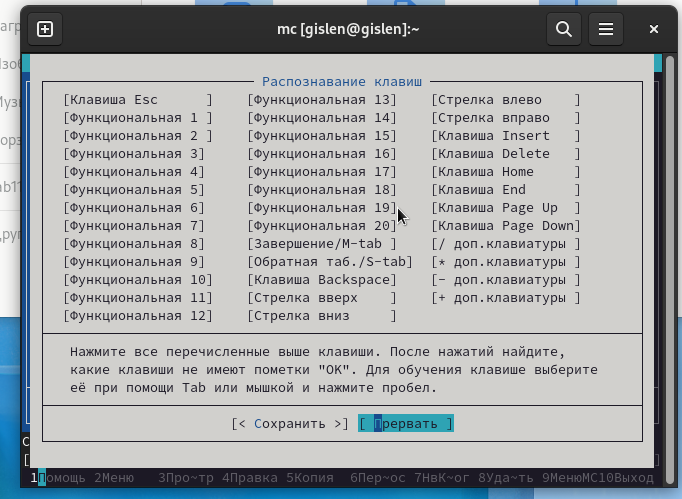 mc [gislen@gislen]:~
Распознавание клавиш
[Клавиша Esc ] [Функциональная 13] [Стрелка влево ]
[Функциональная 1 ] [Функциональная 14] [Стрелка вправо ]
[Функциональная 2 ] [Функциональная 15] [Клавиша Insert ]
[Функциональная 3] [Функциональная 16] [Клавиша Delete ]
[Функциональная 4] [Функциональная 17] [Клавиша Home ]
[Функциональная 5] [Функциональная 18] [Клавиша End ]
[Функциональная 6] [Функциональная 19] [Клавиша Page Up ]
[Функциональная 7] [Функциональная 20] [Клавиша Page Down]
[Функциональная 8] [Завершение/M-tab ] [/ доп.клавиатуры ]
[Функциональная 9] [Обратная таб./S-tab] [* доп.клавиатуры ]
[Функциональная 10] [Клавиша Backspace] [- доп.клавиатуры ]
[Функциональная 11] [Стрелка вверх ] [+ доп.клавиатуры ]
[Функциональная 12] [Стрелка вниз ]
Нажмите все перечисленные выше клавиши. После нажатий найдите,
какие клавиши не имеют пометки "OK". Для обучения клавише выберите
её при помощи Tab или мышкой и нажмите пробел.
[< Сохранить >] [ Прервать ]
1Помощь 2Меню 3Про~тр 4Правка 5Копия 6Пер~ос 7НвК~ог 8Уда~ть 9МенюMC10Выход